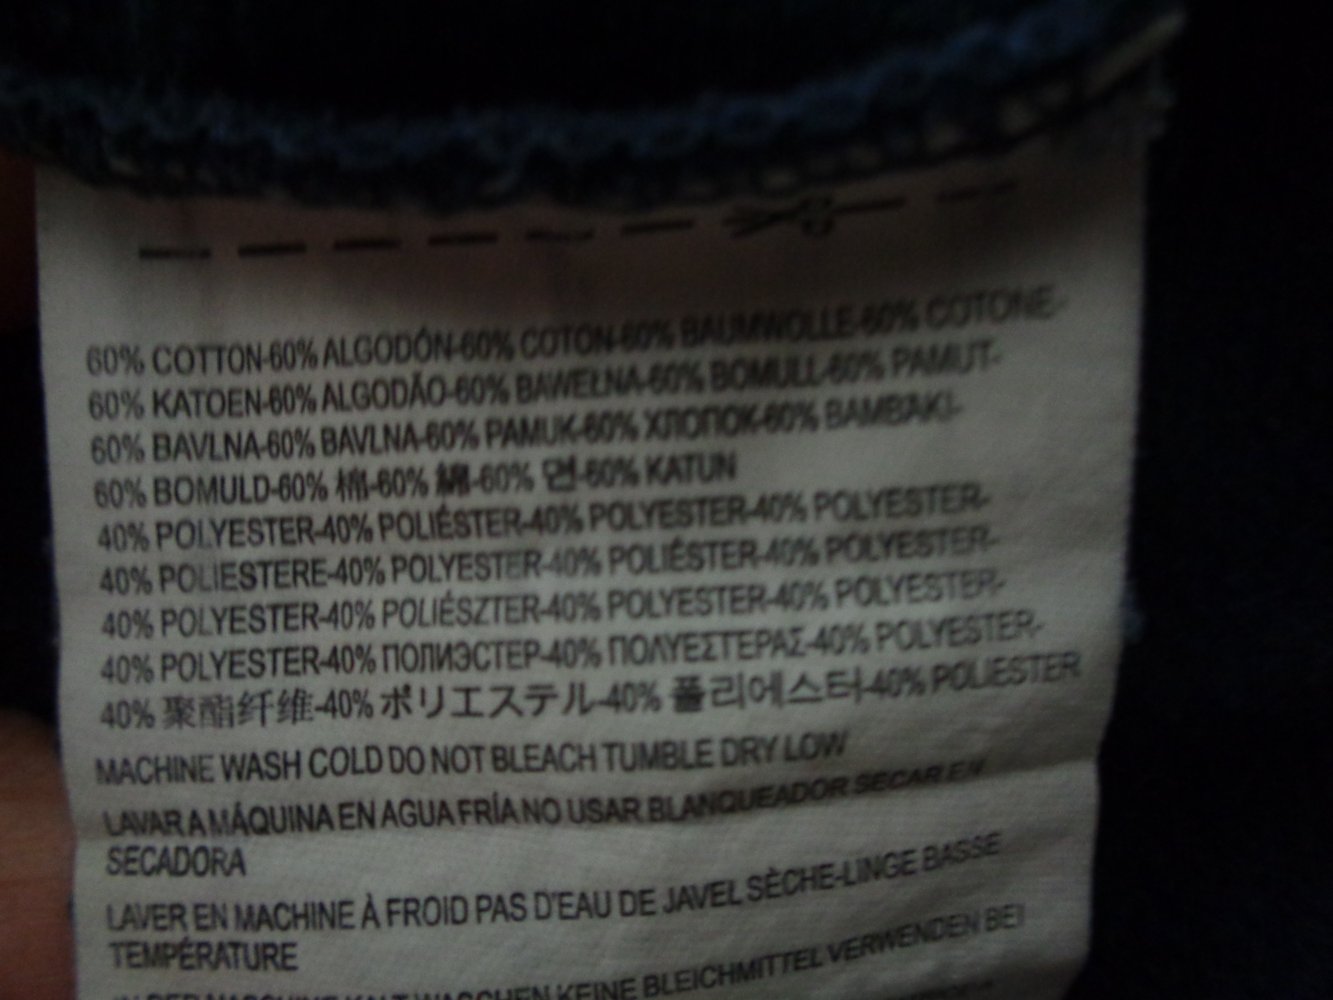 60% COTTON-60% ALGODÓN-60% COTON-60% BAUMWOLLE-60% COTONE-
60% KATOEN-60% ALGODÃO-60% BAWEŁNA-60% BOMULL-60% PAMUT-
60% BAVLNA-60% BAVLNA-60% PAMUK-60% ХЛОПОК-60% ΒΑΜΒΑΚΙ-
60% BOMULD-60% 棉-60% 綿-60% 면-60% KATUN
40% POLYESTER-40% POLIÉSTER-40% POLYESTER-40% POLYESTER-
40% POLIESTERE-40% POLYESTER-40% POLIÉSTER-40% POLYESTER-
40% POLYESTER-40% POLIÉSZTER-40% POLYESTER-40% POLYESTER-
40% POLYESTER-40% ПОЛИЭСТЕР-40% ΠΟΛΥΕΣΤΕΡΑΣ-40% POLYESTER-
40% 聚酯纤维-40% ポリエステル-40% 폴리에스터-40% POLIESTER
MACHINE WASH COLD DO NOT BLEACH TUMBLE DRY LOW
LAVAR A MÁQUINA EN AGUA FRÍA NO USAR BLANQUEADOR SECAR EN
SECADORA
LAVER EN MACHINE À FROID PAS D'EAU DE JAVEL SÈCHE-LINGE BASSE
TEMPÉRATURE
KALT WASCHEN KEINE BLEICHMITTEL VERWENDEN BEI